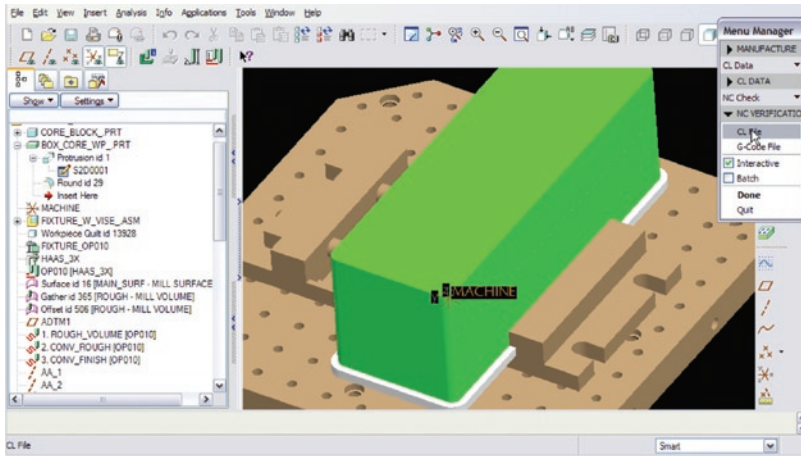 File Edit View Insert Analysis Info Applications Tools Window Help
Menu Manager
MANUFACTURE
CL Data
CL DATA
NC Check
NC VERIFICATIO
CL File
G-Code File
Interactive
Batch
Done
Quit
Show Settings
CORE_BLOCK_PRT
BOX_CORE_WP_PRT
Protrusion id 1
S2D0001
Round id 29
Insert Here
MACHINE
FIXTURE_W_VISE_ASM
Workpiece Quilt id 13928
FIXTURE_OP010
HAAS_3X
OP010 [HAAS_3X]
Surface id 16 [MAIN_SURF - MILL SURFACE
Gather id 365 [ROUGH - MILL VOLUME]
Offset id 506 [ROUGH - MILL VOLUME]
ADTM1
1. ROUGH_VOLUME [OP010]
2. CONV_ROUGH [OP010]
3. CONV_FINISH [OP010]
AA_1
AA_2
MACHINE
CL File
Smart